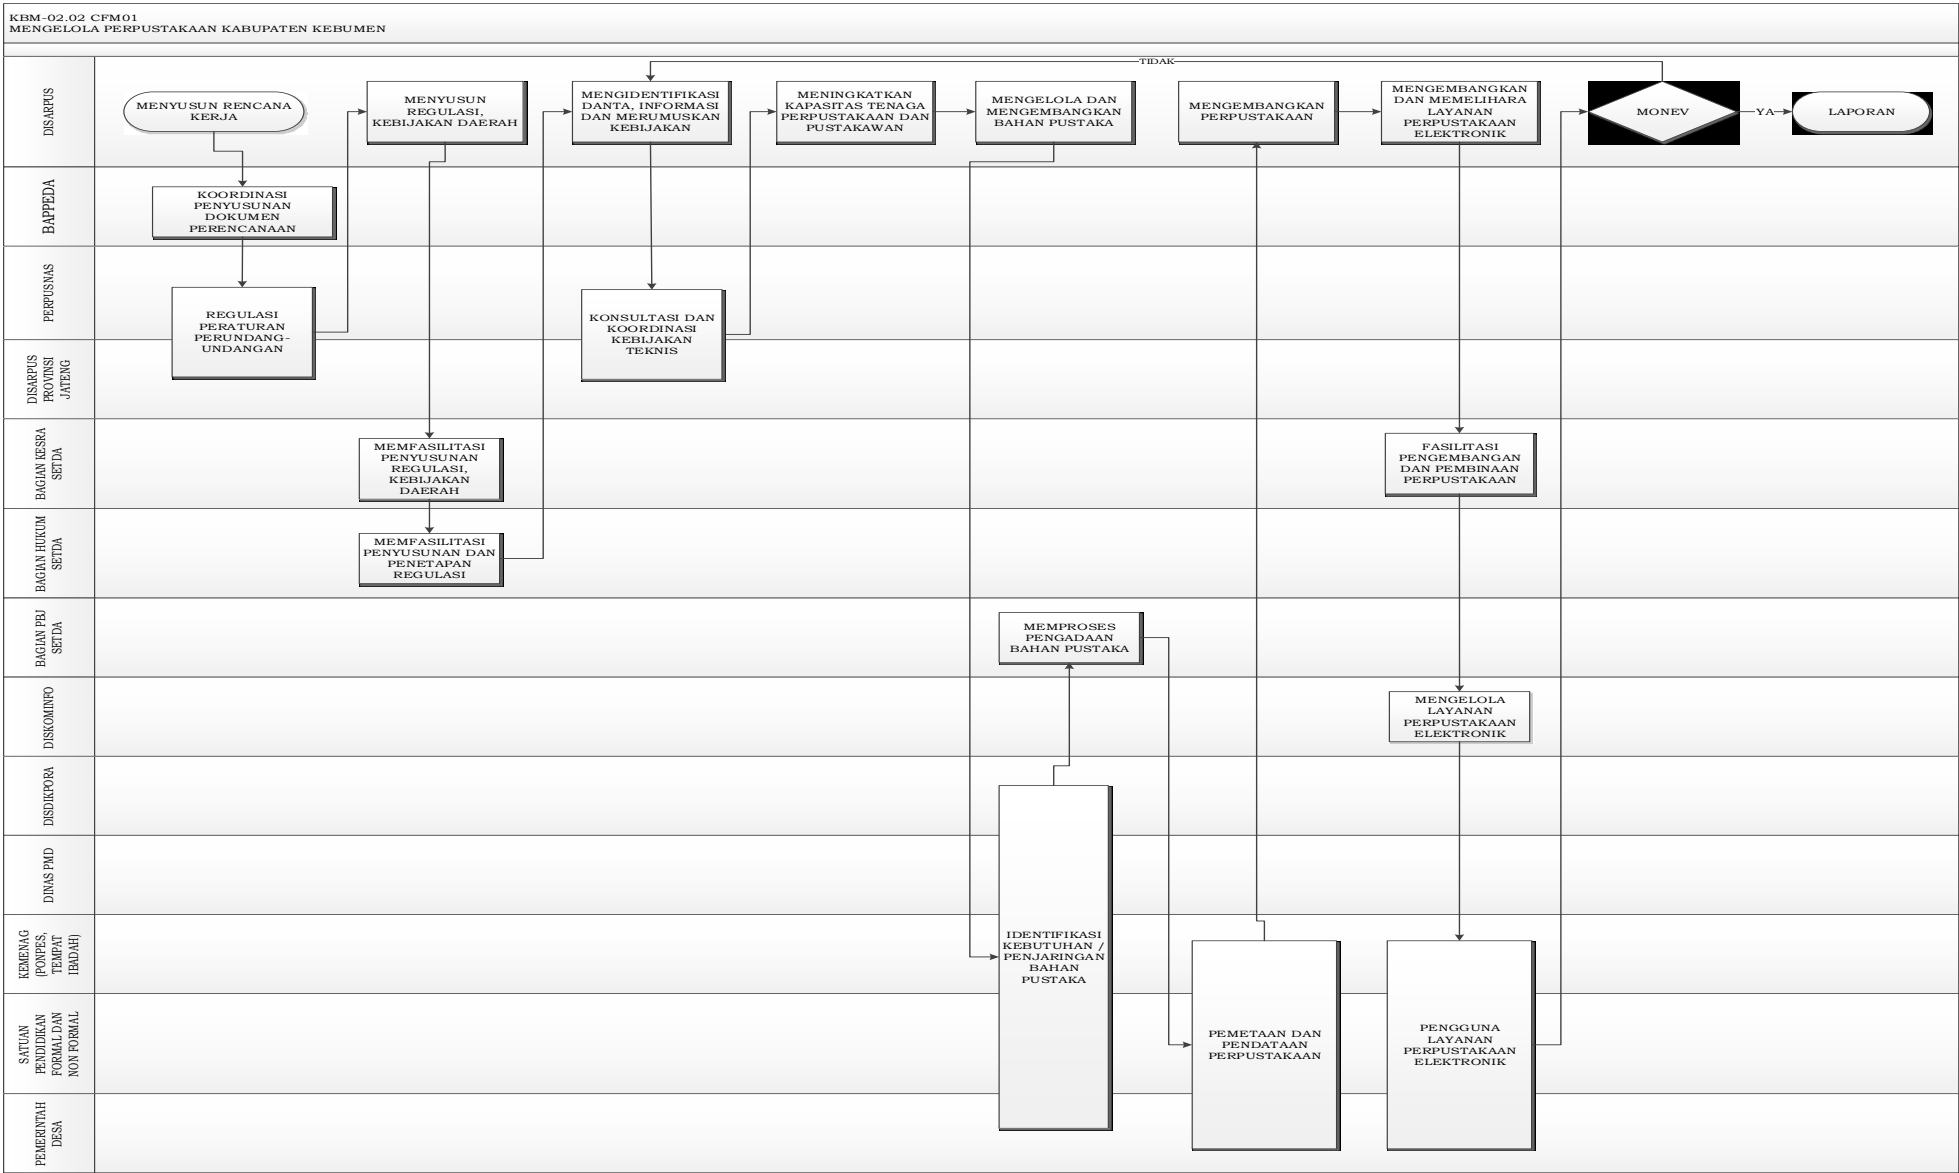 KBM-02.02 CFM01
MENGELOLA PERPUSTAKAAN KABUPATEN KEBUMEN
TIDAK
DISARPUS
MENYUSUN RENCANA
KERJA
MENYUSUN
REGULASI,
KEBIJAKAN DAERAH
MENGIDENTIFIKASI
DANTA, INFORMASI
DAN MERUMUSKAN
KEBIJAKAN
MENINGKATKAN
KAPASITAS TENAGA
PERPUSTAKAAN DAN
PUSTAKAWAN
MENGELOLA DAN
MENGEMBANGKAN
BAHAN PUSTAKA
MENGEMBANGKAN
PERPUSTAKAAN
MENGEMBANGKAN
DAN MEMELIHARA
LAYANAN
PERPUSTAKAAN
ELEKTRONIK
MONEV
YA
LAPORAN
BAPPEDA
KOORDINASI
PENYUSUNAN
DOKUMEN
PERENCANAAN
PERPUSNAS
REGULASI
PERATURAN
PERUNDANG-
UNDANGAN
KONSULTASI DAN
KOORDINASI
KEBIJAKAN
TEKNIS
DISARPUS
PROVINSI
JATENG
BAGIAN KESRA
SETDA
MEMFASILITASI
PENYUSUNAN
REGULASI,
KEBIJAKAN
DAERAH
FASILITASI
PENGEMBANGAN
DAN PEMBINAAN
PERPUSTAKAAN
BAGIAN HUKUM
SETDA
MEMFASILITASI
PENYUSUNAN DAN
PENETAPAN
REGULASI
BAGIAN PBJ
SETDA
MEMPROSES
PENGADAAN
BAHAN PUSTAKA
DISKOMINFO
MENGELOLA
LAYANAN
PERPUSTAKAAN
ELEKTRONIK
DISDIKPORA
DINAS PMD
KEMENAG
(PONPES,
TEMPAT
IBADAH)
IDENTIFIKASI
KEBUTUHAN /
PENJARINGAN
BAHAN
PUSTAKA
SATUAN
PENDIDIKAN
FORMAL DAN
NON FORMAL
PEMETAAN DAN
PENDATAAN
PERPUSTAKAAN
PENGGUNA
LAYANAN
PERPUSTAKAAN
ELEKTRONIK
PEMERINTAH
DESA